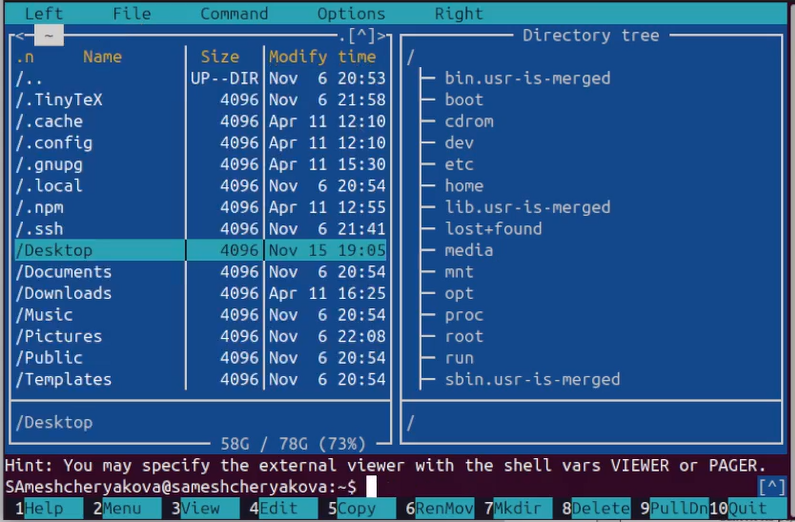 Left File Command Options Right
<─ ~ ─.[^]>
.n Name Size Modify time
/.. UP--DIR Nov 6 20:53
/.TinyTeX 4096 Nov 6 21:58
/.cache 4096 Apr 11 12:10
/.config 4096 Apr 11 12:10
/.gnupg 4096 Apr 11 15:30
/.local 4096 Nov 6 20:54
/.npm 4096 Apr 11 12:55
/.ssh 4096 Nov 6 21:41
/Desktop 4096 Nov 15 19:05
/Documents 4096 Nov 6 20:54
/Downloads 4096 Apr 11 16:25
/Music 4096 Nov 6 20:54
/Pictures 4096 Nov 6 22:08
/Public 4096 Nov 6 20:54
/Templates 4096 Nov 6 20:54
/Desktop
58G / 78G (73%)
Directory tree
/
bin.usr-is-merged
boot
cdrom
dev
etc
home
lib.usr-is-merged
lost+found
media
mnt
opt
proc
root
run
sbin.usr-is-merged
/
Hint: You may specify the external viewer with the shell vars VIEWER or PAGER.
SAmeshcheryakova@sameshcheryakova:~$ [^]
1Help 2Menu 3View 4Edit 5Copy 6RenMov 7Mkdir 8Delete 9PullDn 10Quit